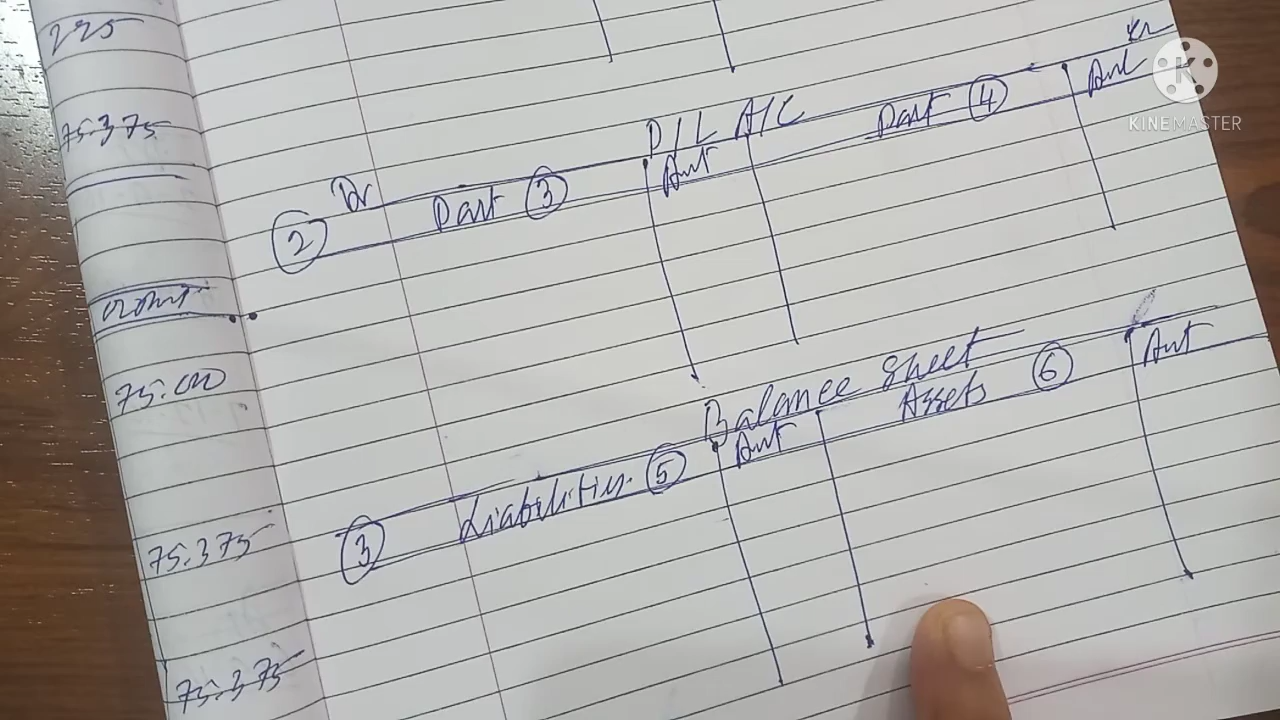 225
75.375
75.00
75.375
75.375
Cr
P/L A/C
② Dr Part ③ Amt Part ④ Amt
Balance Sheet
③ Liabilities. ⑤ Amt Assets ⑥ Amt
KINEMASTER